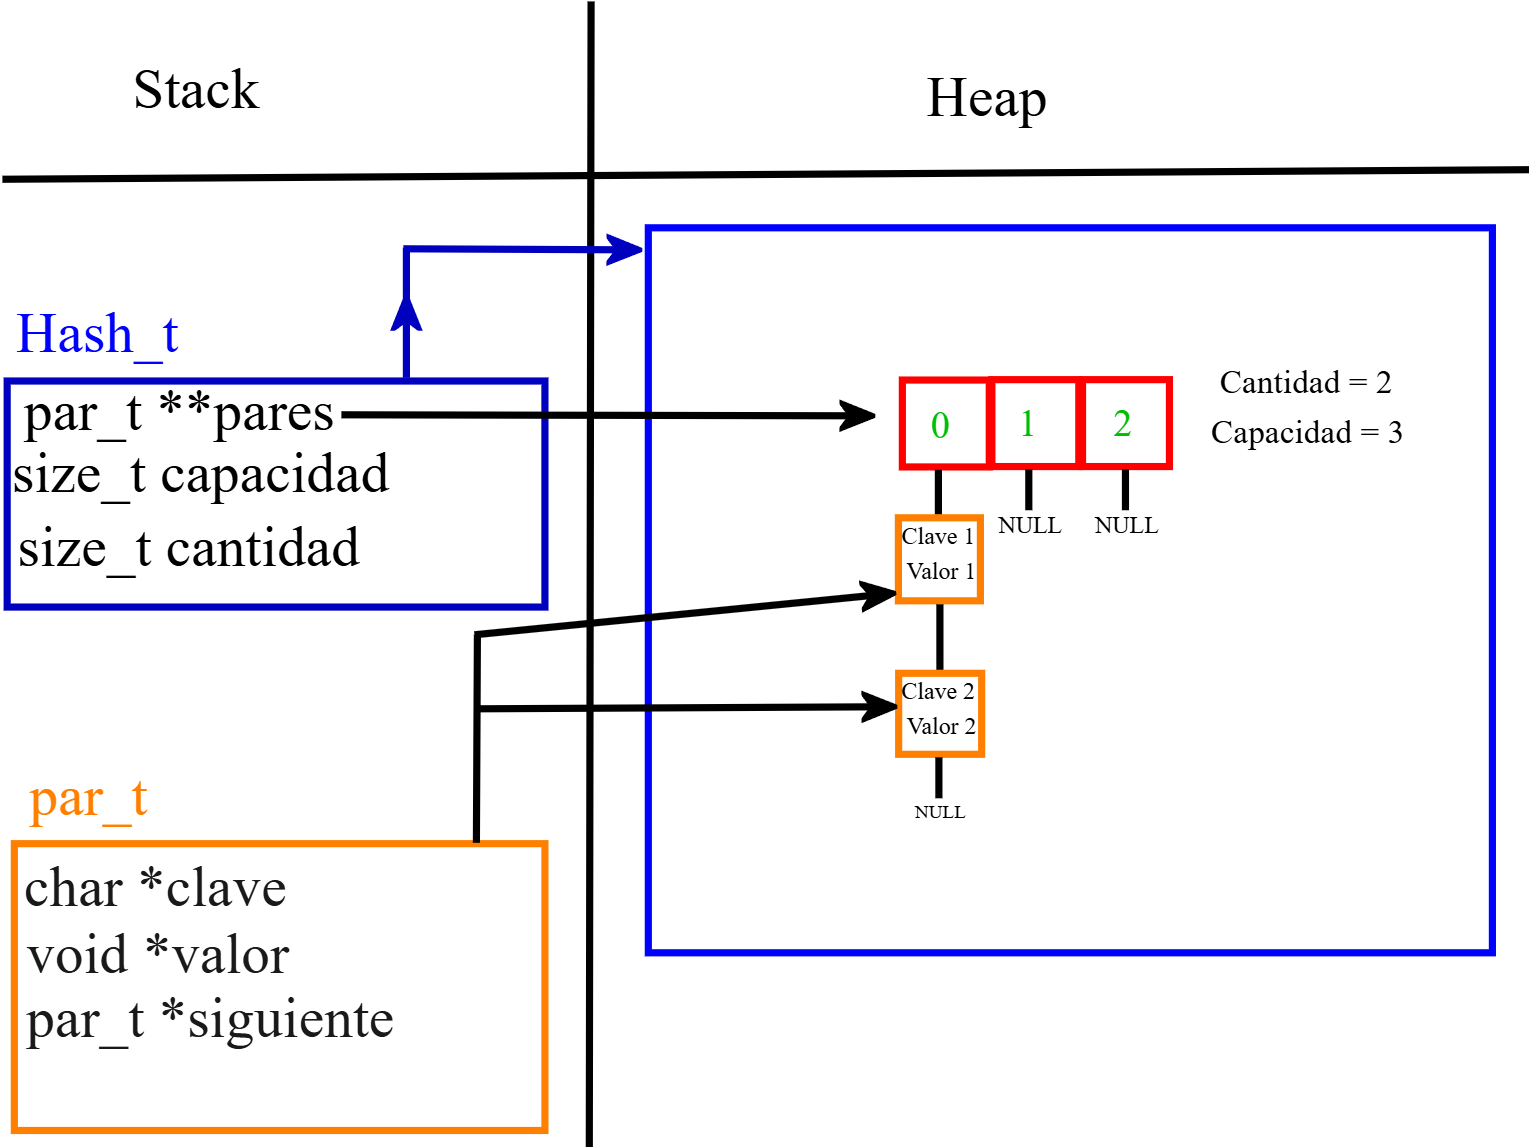 Stack
Heap
Hash_t
par_t **pares
size_t capacidad
size_t cantidad
0 1 2
Cantidad = 2
Capacidad = 3
NULL NULL
Clave 1
Valor 1
Clave 2
Valor 2
NULL
par_t
char *clave
void *valor
par_t *siguiente